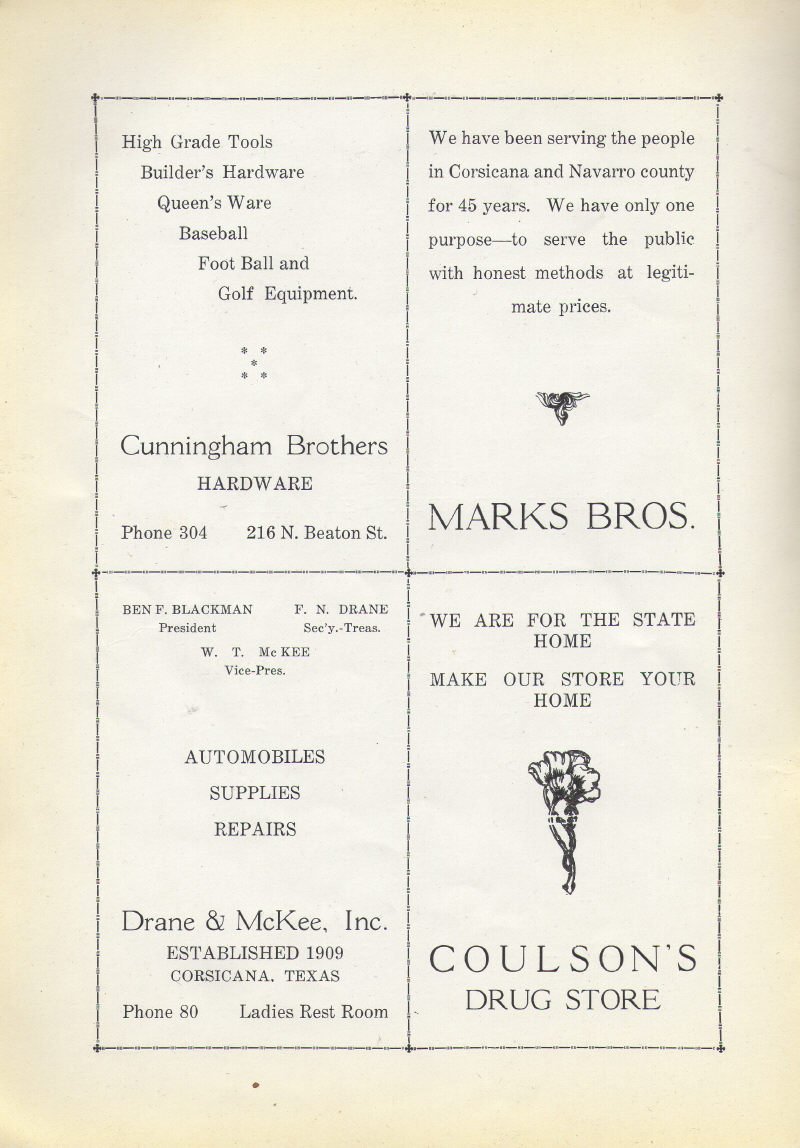 High Grade Tools
Builder's Hardware
Queen's Ware
Baseball
Foot Ball and
Golf Equipment.
* *
*
* *
Cunningham Brothers
HARDWARE
Phone 304 216 N. Beaton St.
We have been serving the people
in Corsicana and Navarro county
for 45 years. We have only one
purpose—to serve the public
with honest methods at legiti-
mate prices.
MARKS BROS.
BEN F. BLACKMAN F. N. DRANE
President Sec'y.-Treas.
W. T. McKEE
Vice-Pres.
AUTOMOBILES
SUPPLIES
REPAIRS
Drane & McKee, Inc.
ESTABLISHED 1909
CORSICANA, TEXAS
Phone 80 Ladies Rest Room
WE ARE FOR THE STATE
HOME
MAKE OUR STORE YOUR
HOME
COULSON'S
DRUG STORE